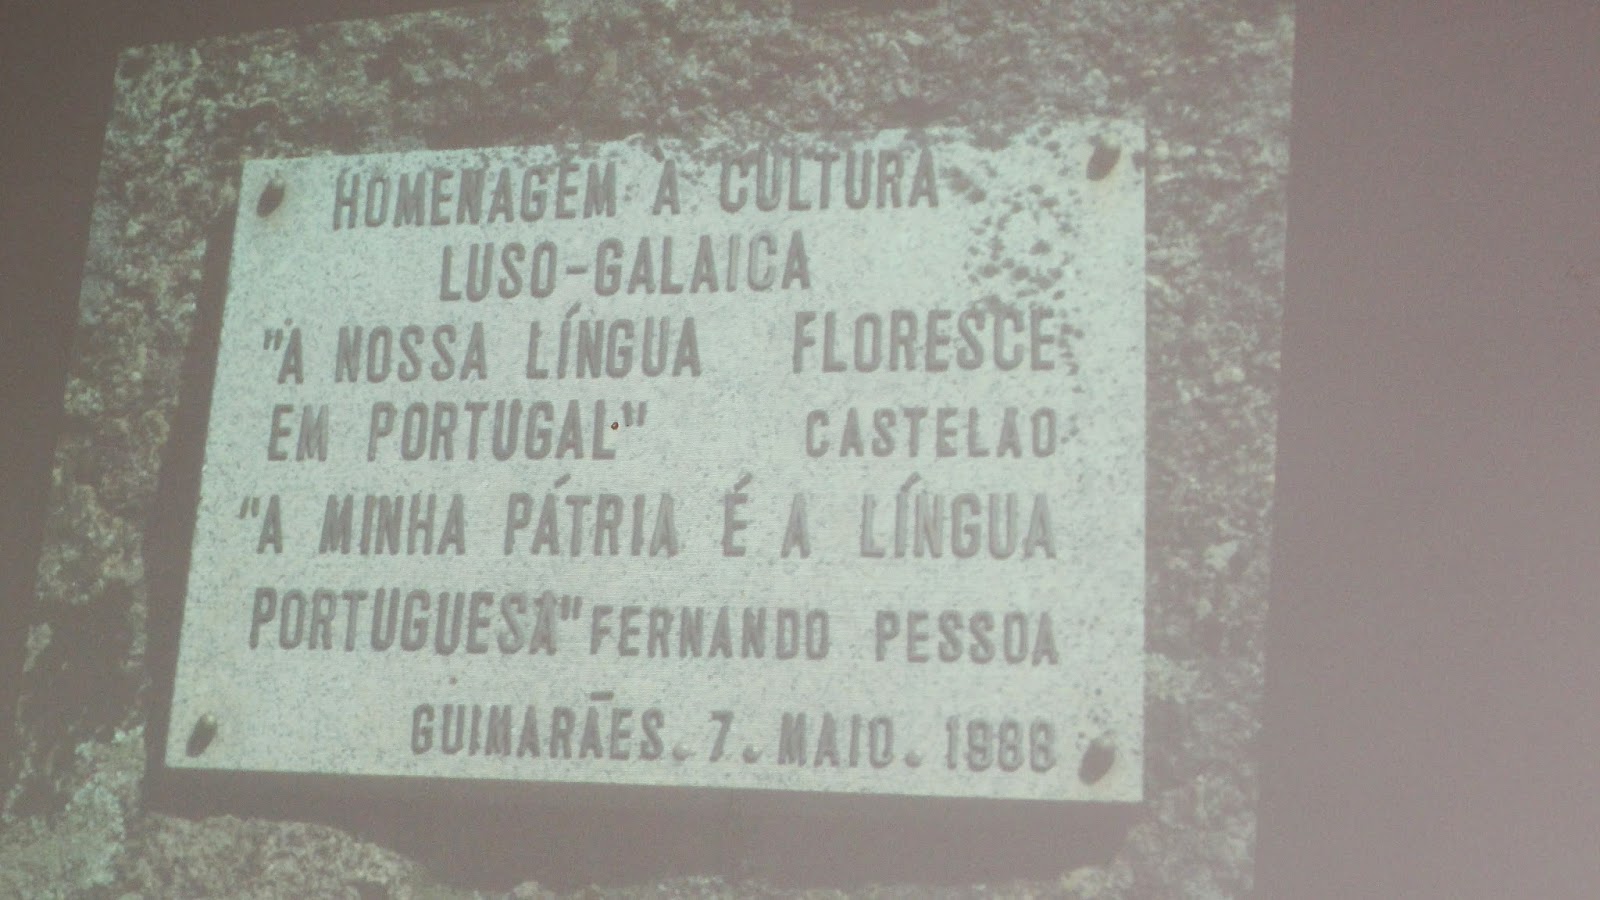 HOMENAGEM À CULTURA
LUSO-GALAICA
"A NOSSA LÍNGUA FLORESCE
EM PORTUGAL" CASTELAO
"A MINHA PÁTRIA É A LÍNGUA
PORTUGUESA" FERNANDO PESSOA
GUIMARÃES. 7. MAIO. 1988